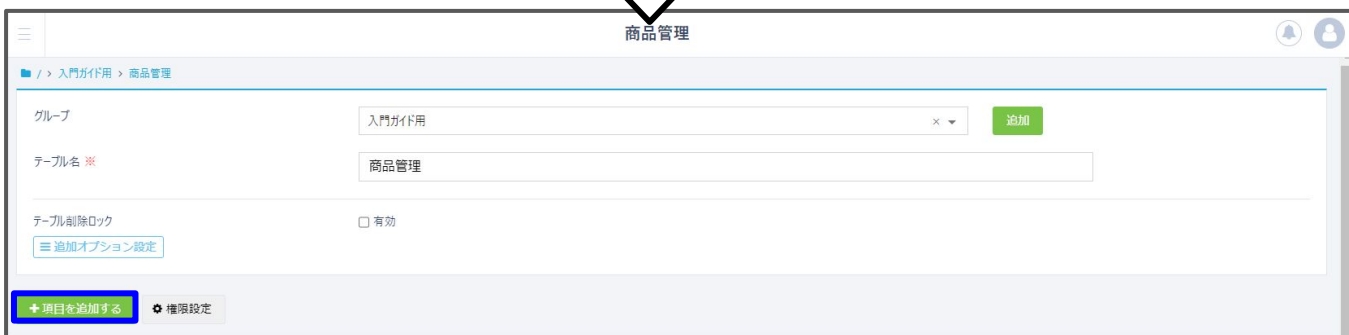 商品管理
/ > 入門ガイド用 > 商品管理
グループ
入門ガイド用
追加
テーブル名 ※
商品管理
テーブル削除ロック
有効
追加オプション設定
+項目を追加する
権限設定